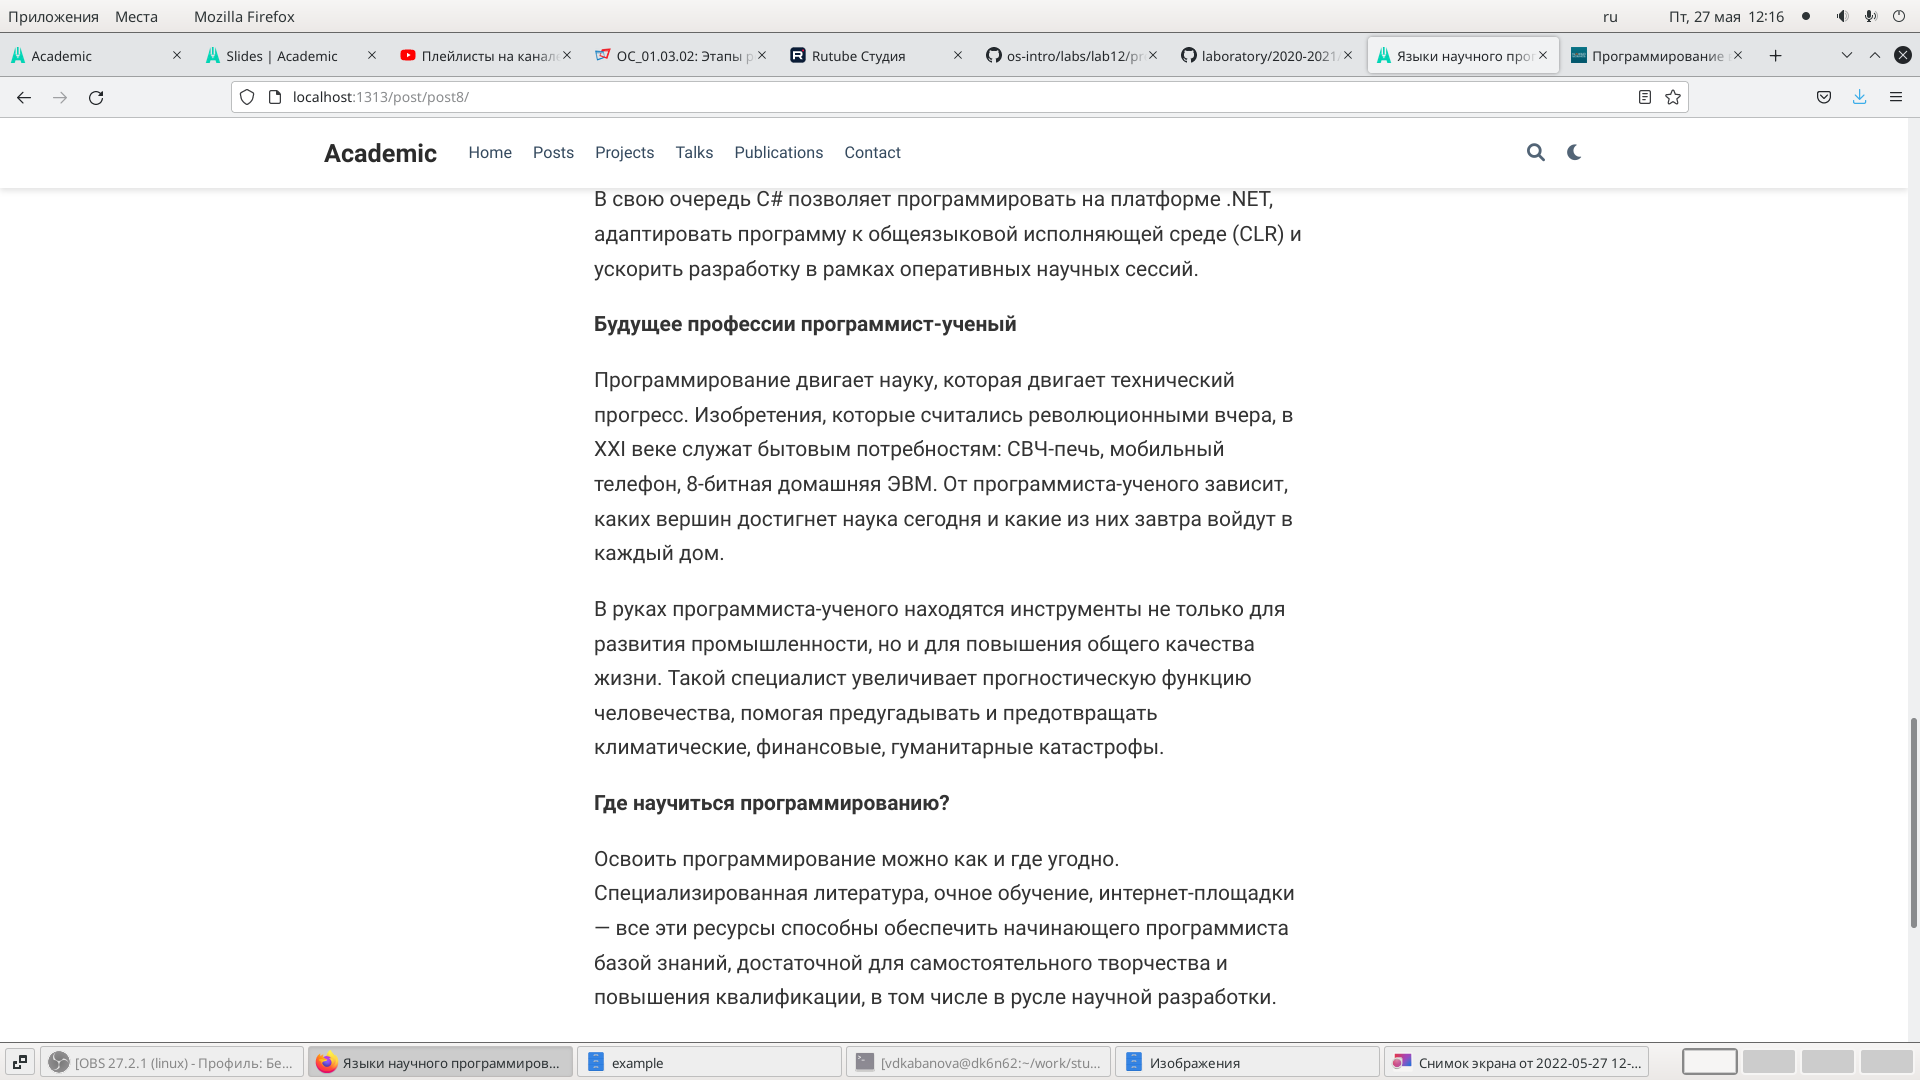 Приложения Места Mozilla Firefox ru Пт, 27 мая 12:16
Academic Slides | Academic Плейлисты на канале ОС_01.03.02: Этапы р Rutube Студия os-intro/labs/lab12/pr laboratory/2020-2021 Языки научного прог Программирование
localhost:1313/post/post8/
Academic Home Posts Projects Talks Publications Contact
В свою очередь C# позволяет программировать на платформе .NET,
адаптировать программу к общеязыковой исполняющей среде (CLR) и
ускорить разработку в рамках оперативных научных сессий.
Будущее профессии программист-ученый
Программирование двигает науку, которая двигает технический
прогресс. Изобретения, которые считались революционными вчера, в
XXI веке служат бытовым потребностям: СВЧ-печь, мобильный
телефон, 8-битная домашняя ЭВМ. От программиста-ученого зависит,
каких вершин достигнет наука сегодня и какие из них завтра войдут в
каждый дом.
В руках программиста-ученого находятся инструменты не только для
развития промышленности, но и для повышения общего качества
жизни. Такой специалист увеличивает прогностическую функцию
человечества, помогая предугадывать и предотвращать
климатические, финансовые, гуманитарные катастрофы.
Где научиться программированию?
Освоить программирование можно как и где угодно.
Специализированная литература, очное обучение, интернет-площадки
— все эти ресурсы способны обеспечить начинающего программиста
базой знаний, достаточной для самостоятельного творчества и
повышения квалификации, в том числе в русле научной разработки.
[OBS 27.2.1 (linux) - Профиль: Бе... Языки научного программиров... example [vdkabanova@dk6n62:~/work/stu... Изображения Снимок экрана от 2022-05-27 12-...